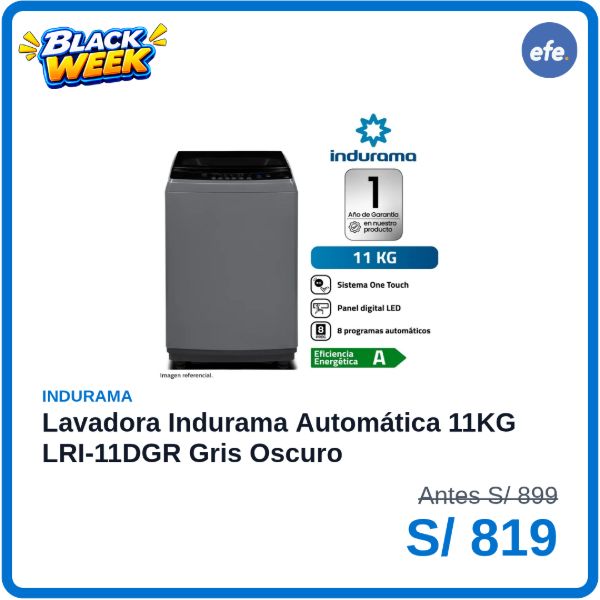 BLACK
WEEK
efe.
indurama
1
Año de Garantía
en nuestro
producto
11 KG
Sistema One Touch
Panel digital LED
8
8 programas automáticos
Eficiencia
Energética
A
Imagen referencial.
INDURAMA
Lavadora Indurama Automática 11KG
LRI-11DGR Gris Oscuro
Antes S/ 899
S/ 819